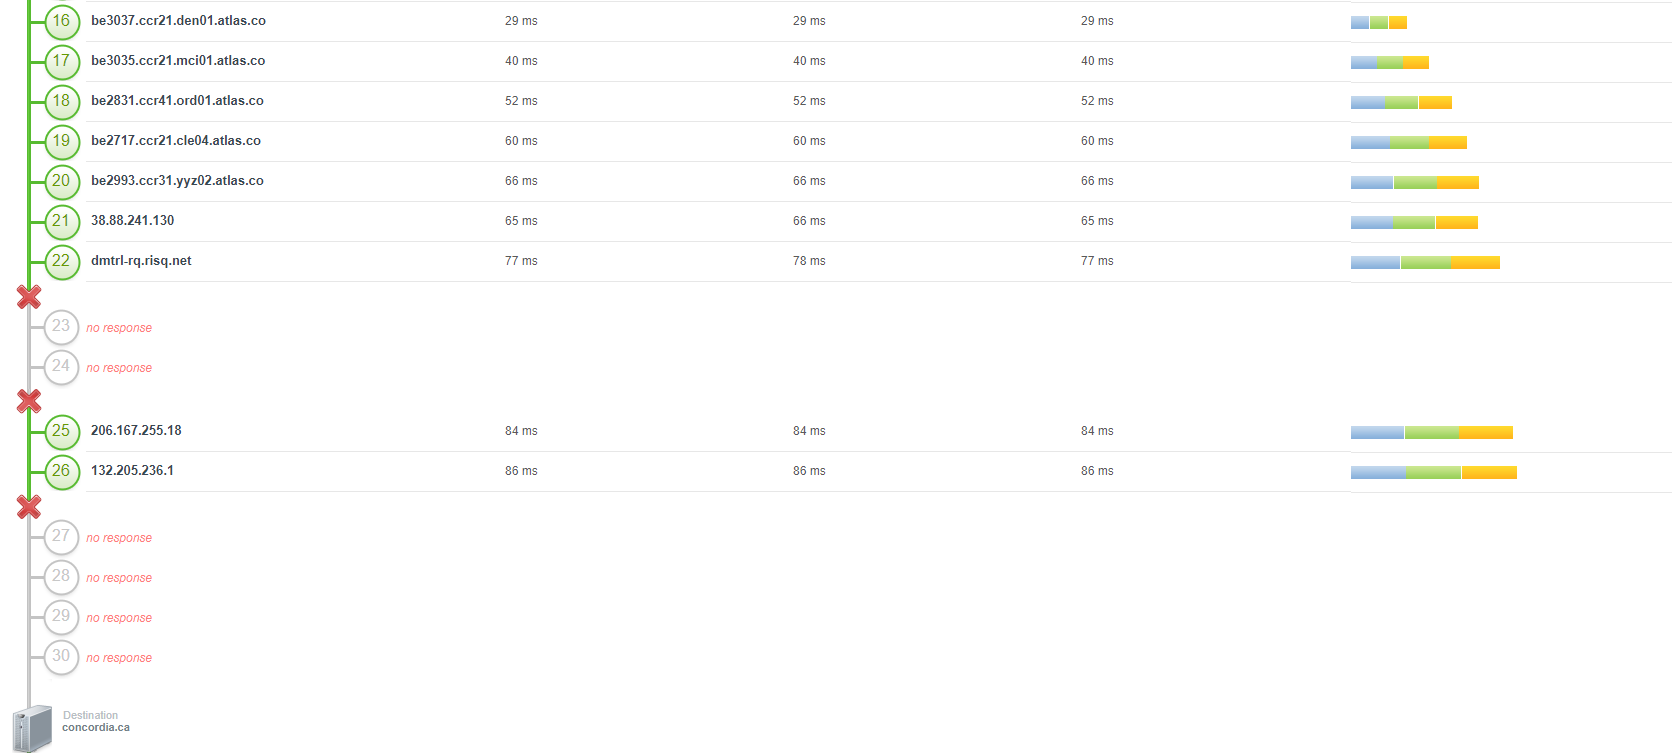 16 be3037.ccr21.den01.atlas.co 29 ms 29 ms 29 ms
17 be3035.ccr21.mci01.atlas.co 40 ms 40 ms 40 ms
18 be2831.ccr41.ord01.atlas.co 52 ms 52 ms 52 ms
19 be2717.ccr21.cle04.atlas.co 60 ms 60 ms 60 ms
20 be2993.ccr31.yyz02.atlas.co 66 ms 66 ms 66 ms
21 38.88.241.130 65 ms 66 ms 65 ms
22 dmtrl-rq.risq.net 77 ms 78 ms 77 ms
23 no response
24 no response
25 206.167.255.18 84 ms 84 ms 84 ms
26 132.205.236.1 86 ms 86 ms 86 ms
27 no response
28 no response
29 no response
30 no response
Destination
concordia.ca